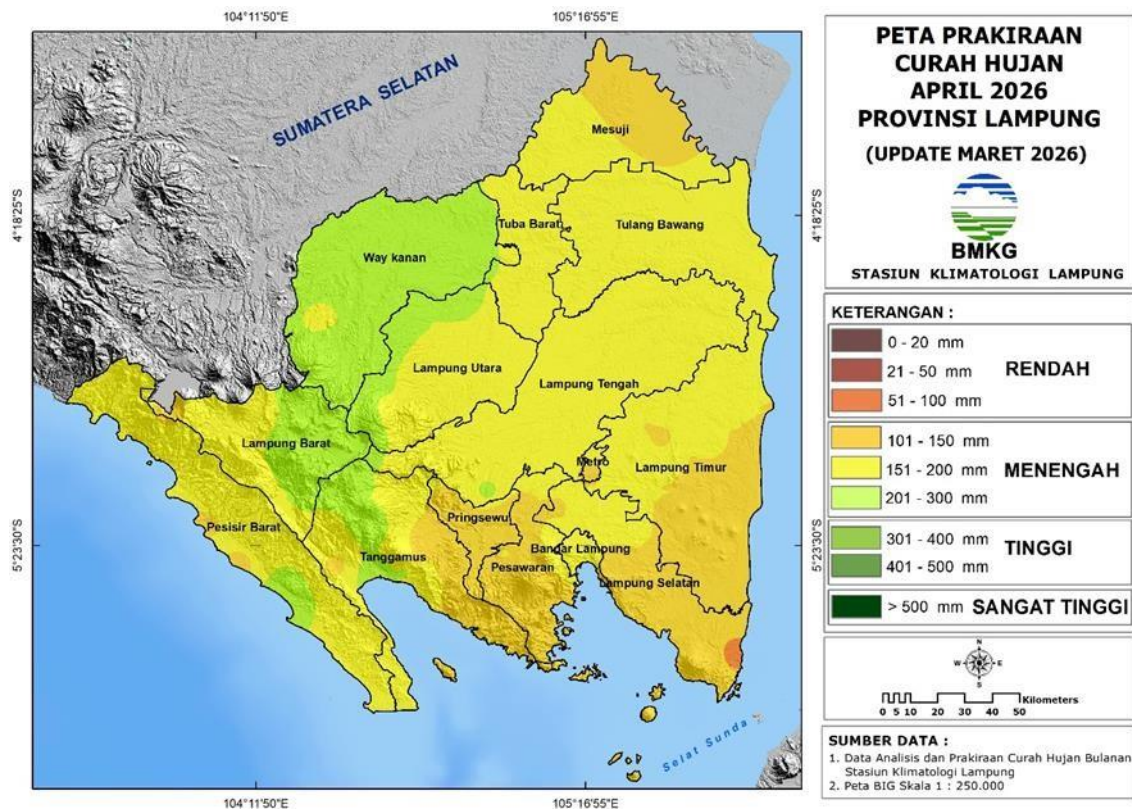 104°11'50"E
105°16'55"E
4°18'25"S
4°18'25"S
5°23'30"S
5°23'30"S
SUMATERA SELATAN
Mesuji
Tuba Barat
Tulang Bawang
Way kanan
Lampung Utara
Lampung Tengah
Lampung Barat
Metro
Lampung Timur
Pesisir Barat
Pringsewu
Tanggamus
Bandar Lampung
Pesawaran
Lampung Selatan
Selat Sunda
104°11'50"E
105°16'55"E
PETA PRAKIRAAN
CURAH HUJAN
APRIL 2026
PROVINSI LAMPUNG
(UPDATE MARET 2026)
BMKG
STASIUN KLIMATOLOGI LAMPUNG
KETERANGAN :
0 - 20 mm
21 - 50 mm
RENDAH
51 - 100 mm
101 - 150 mm
151 - 200 mm
MENENGAH
201 - 300 mm
301 - 400 mm
TINGGI
401 - 500 mm
> 500 mm SANGAT TINGGI
N
W E
S
Kilometers
0 5 10 20 30 40 50
SUMBER DATA :
1. Data Analisis dan Prakiraan Curah Hujan Bulanan
Stasiun Klimatologi Lampung
2. Peta BIG Skala 1 : 250.000